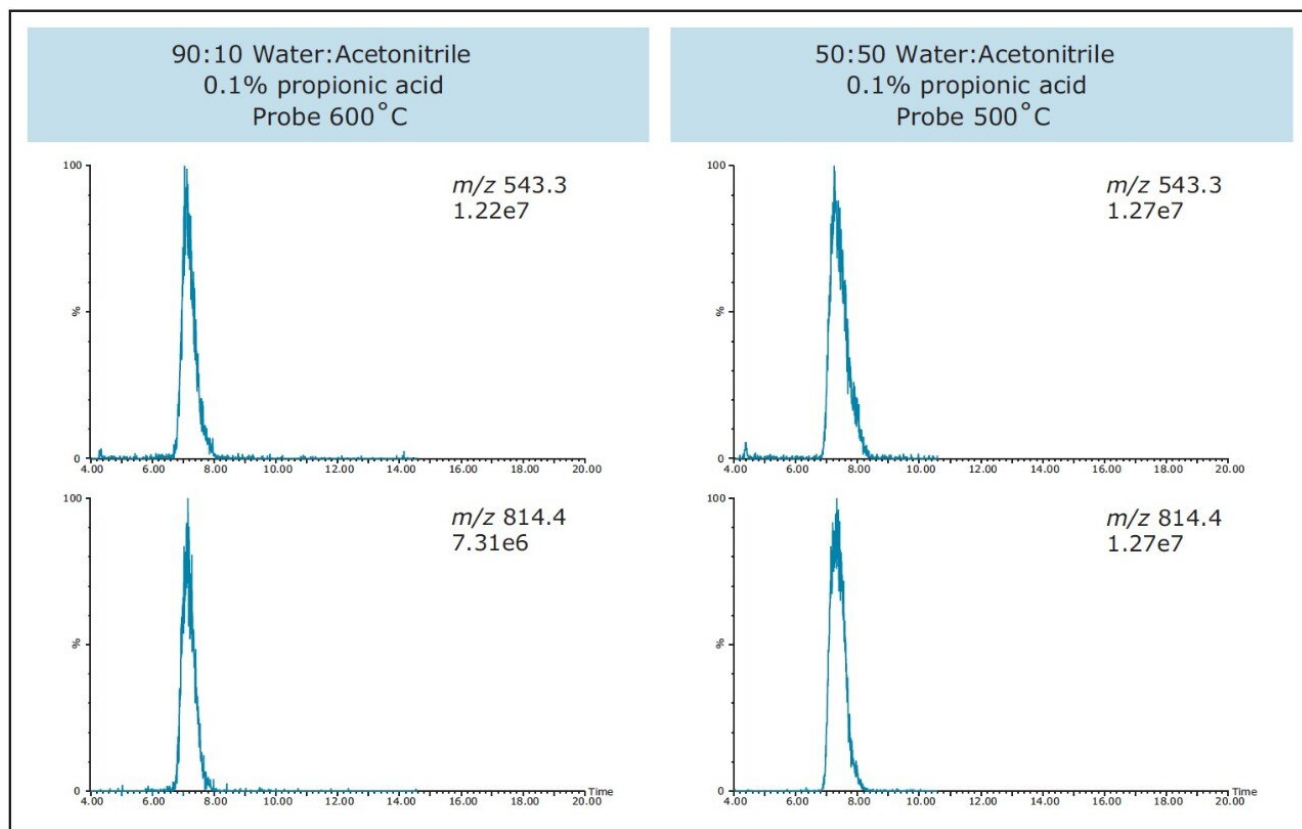 90:10 Water:Acetonitrile
0.1% propionic acid
Probe 600˚C
50:50 Water:Acetonitrile
0.1% propionic acid
Probe 500˚C
100
%
0
m/z 543.3
1.22e7
4.00 6.00 8.00 10.00 12.00 14.00 16.00 18.00 20.00
100
%
0
m/z 543.3
1.27e7
4.00 6.00 8.00 10.00 12.00 14.00 16.00 18.00 20.00
100
%
0
m/z 814.4
7.31e6
4.00 6.00 8.00 10.00 12.00 14.00 16.00 18.00 20.00
Time
100
%
0
m/z 814.4
1.27e7
4.00 6.00 8.00 10.00 12.00 14.00 16.00 18.00 20.00
Time